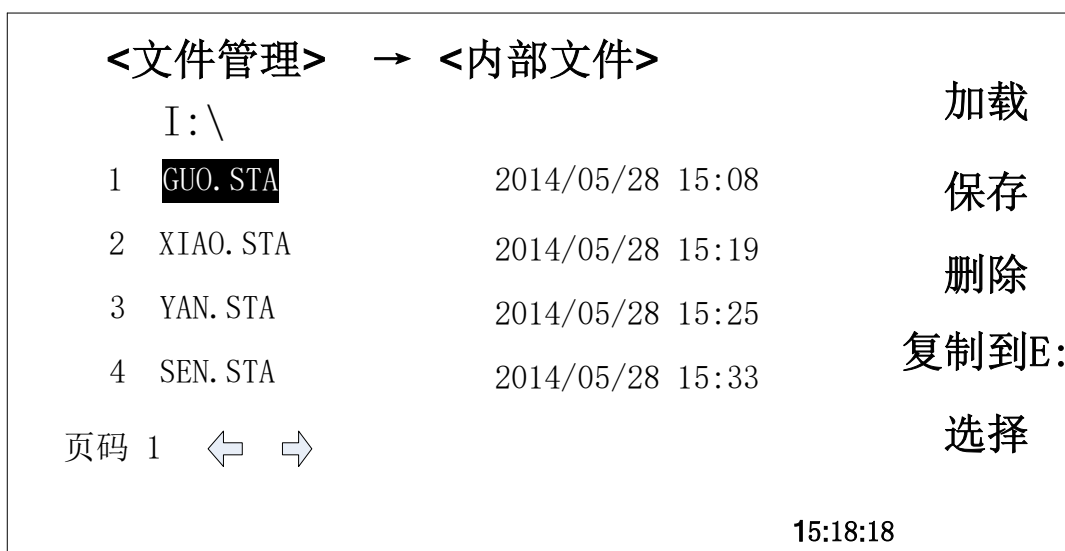 <文件管理> → <内部文件>
加载
I:\
1 GUO.STA 2014/05/28 15:08
保存
2 XIAO.STA 2014/05/28 15:19
删除
3 YAN.STA 2014/05/28 15:25
复制到E:
4 SEN.STA 2014/05/28 15:33
选择
页码 1
15:18:18